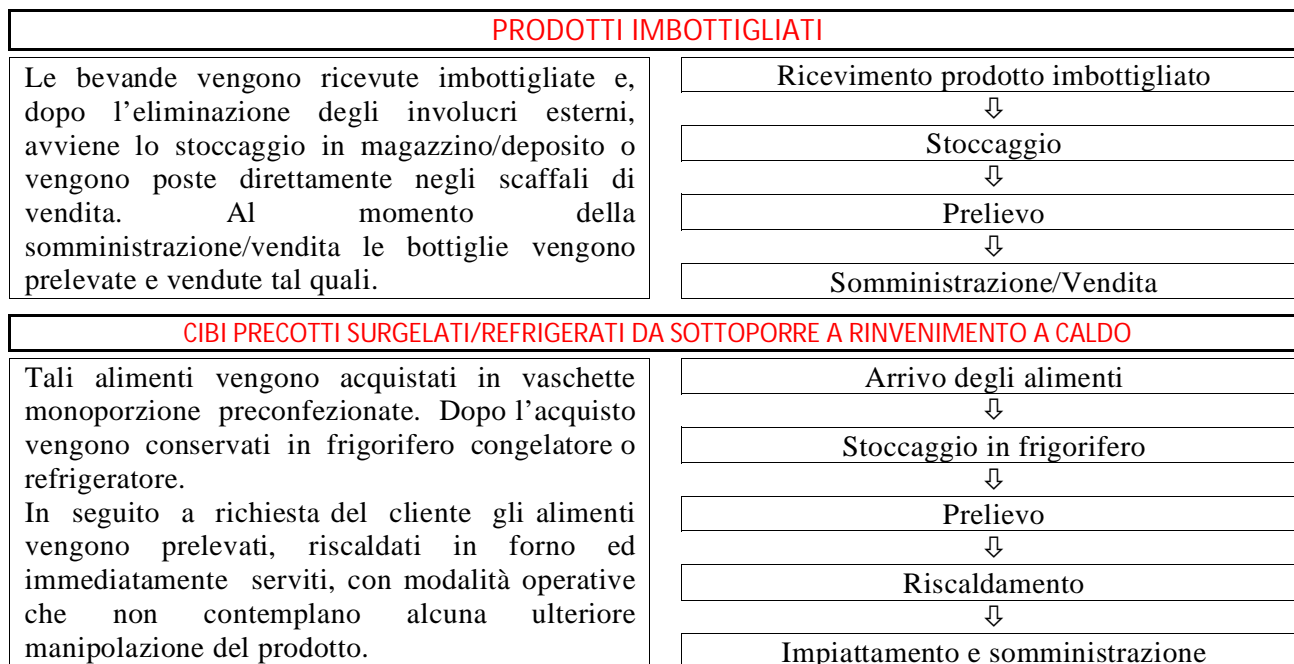 PRODOTTI IMBOTTIGLIATI
Le bevande vengono ricevute imbottigliate e,
dopo l’eliminazione degli involucri esterni,
avviene lo stoccaggio in magazzino/deposito o
vengono poste direttamente negli scaffali di
vendita. Al momento della
somministrazione/vendita le bottiglie vengono
prelevate e vendute tal quali.
Ricevimento prodotto imbottigliato
⇩
Stoccaggio
⇩
Prelievo
⇩
Somministrazione/Vendita
CIBI PRECOTTI SURGELATI/REFRIGERATI DA SOTTOPORRE A RINVENIMENTO A CALDO
Tali alimenti vengono acquistati in vaschette
monoporzione preconfezionate. Dopo l’acquisto
vengono conservati in frigorifero congelatore o
refrigeratore.
In seguito a richiesta del cliente gli alimenti
vengono prelevati, riscaldati in forno ed
immediatamente serviti, con modalità operative
che non contemplano alcuna ulteriore
manipolazione del prodotto.
Arrivo degli alimenti
⇩
Stoccaggio in frigorifero
⇩
Prelievo
⇩
Riscaldamento
⇩
Impiattamento e somministrazione